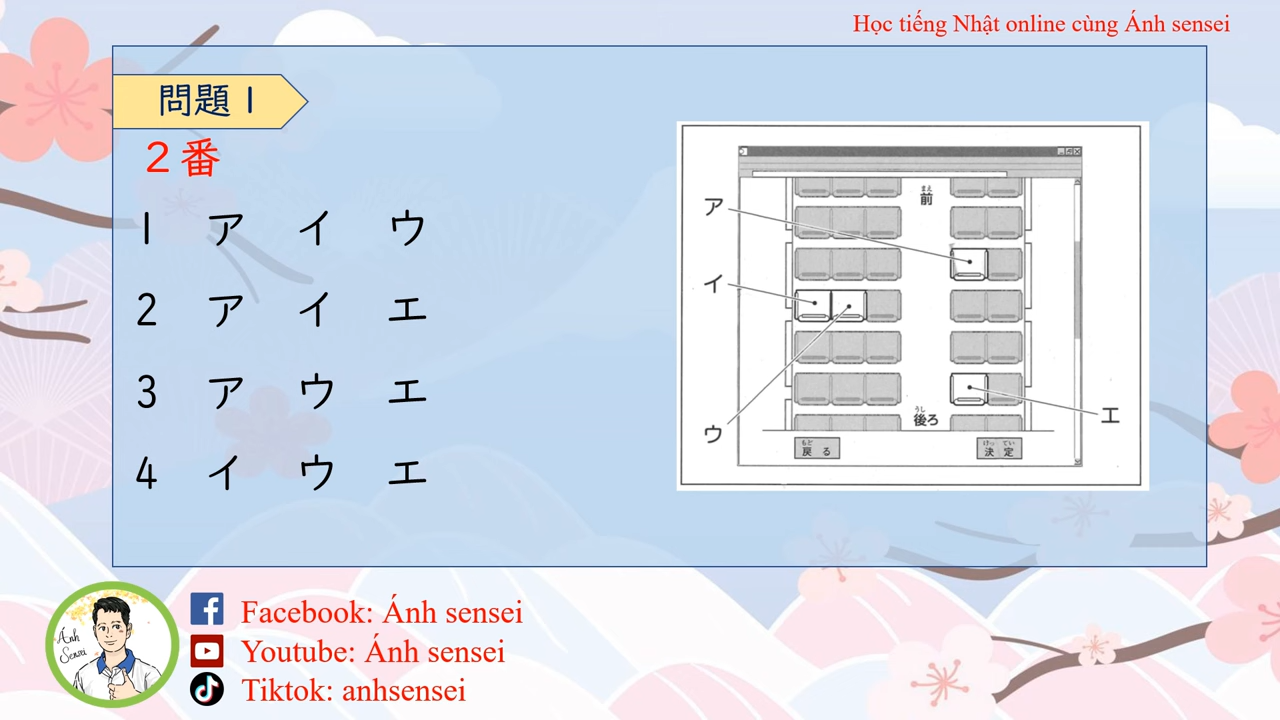 Học tiếng Nhật online cùng Ánh sensei
問題1
2番
1 ア イ ウ
2 ア イ エ
3 ア ウ エ
4 イ ウ エ
まえ
前
ア
イ
ウ
エ
うし
後ろ
もど
戻る
けってい
決定
Ánh Sensei
Facebook: Ánh sensei
Youtube: Ánh sensei
Tiktok: anhsensei